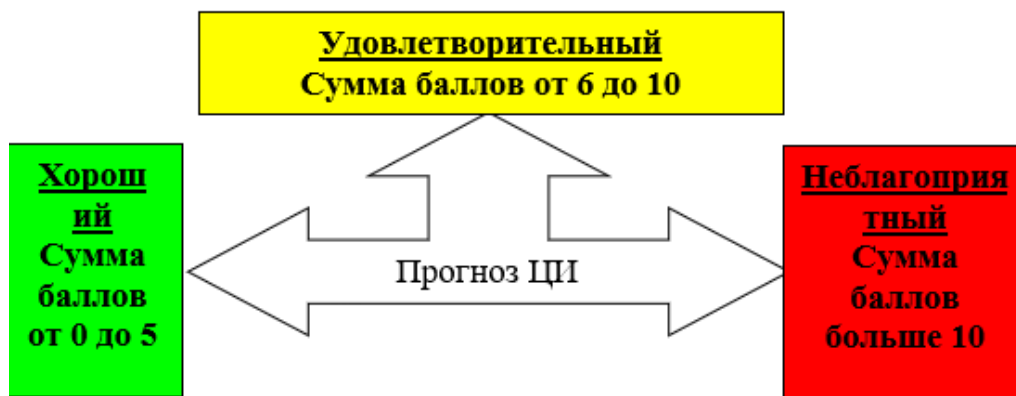 Удовлетворительный
Сумма баллов от 6 до 10
Хорош
ий
Сумма
баллов
от 0 до 5
Прогноз ЦИ
Неблагоприя
тный
Сумма
баллов
больше 10